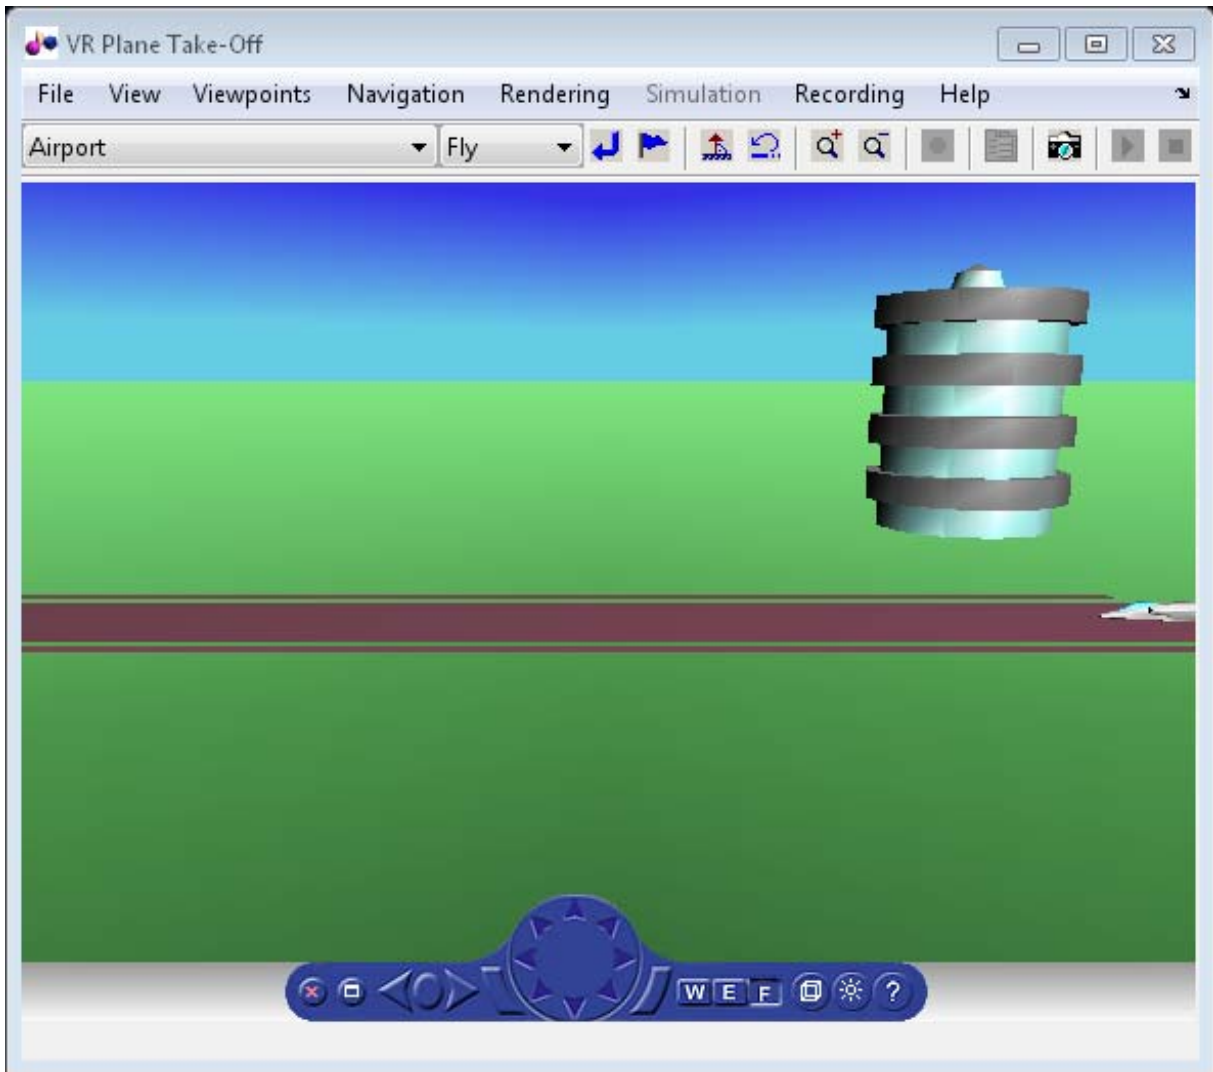 VR Plane Take-Off
File View Viewpoints Navigation Rendering Simulation Recording Help
Airport Fly
W E F ?